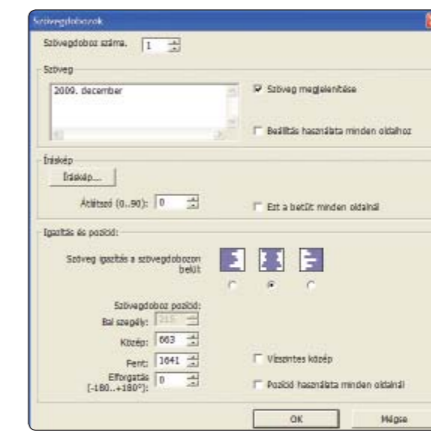 Szövegdobozok
Szövegdoboz száma. 1
Szöveg
2009. december
Szöveg megjelenítése
Beállítás használata minden oldalhoz
Íráskép
Íráskép...
Átlátszó (0..90): 0
Ezt a betűt minden oldalnál
Igazítás és pozíció:
Szöveg igazítás a szövegdobozon
belül:
Szövegdoboz pozíció:
Bal szegély: 215
Közép: 663
Fent: 1641
Vízszintes közép
Elforgatás
[-180..+180°]: 0
Pozíció használata minden oldalnál
OK Mégse